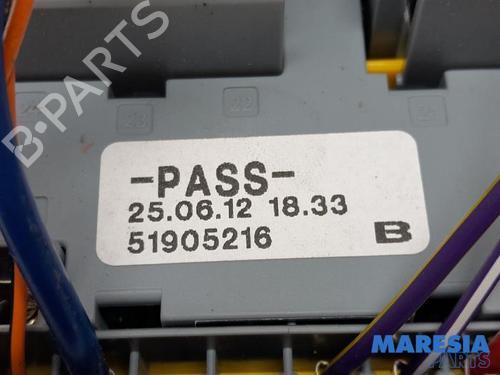 -PASS-
25.06.12 18.33
51905216 B
B-PARTS
MARESIA
PARTS